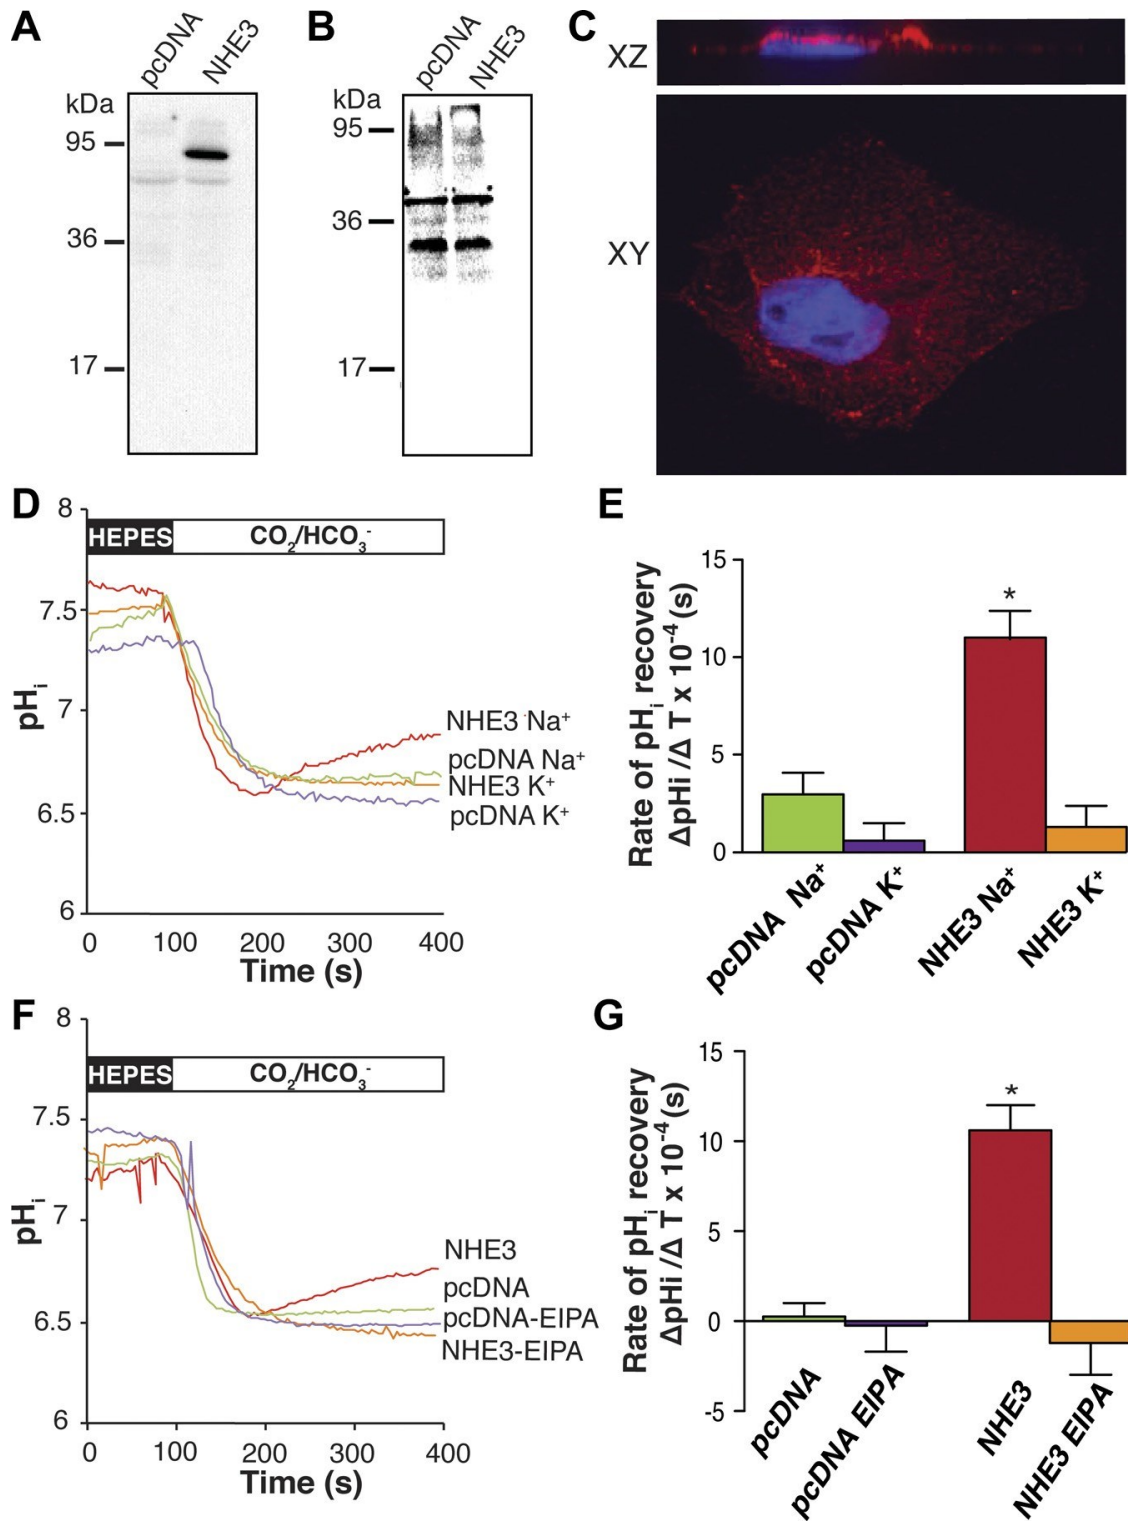 A
pcDNA
NHE3
kDa
95
36
17
B
pcDNA
NHE3
kDa
95
36
17
C
XZ
XY
D
8
7.5
7
6.5
6
pHi
HEPES
CO2/HCO3-
NHE3 Na+
pcDNA Na+
NHE3 K+
pcDNA K+
0 100 200 300 400
Time (s)
E
Rate of pHi recovery
ΔpHi /Δ T x 10-4 (s)
15
10
5
0
*
pcDNA Na+
pcDNA K+
NHE3 Na+
NHE3 K+
F
8
7.5
7
6.5
6
pHi
HEPES
CO2/HCO3-
NHE3
pcDNA
pcDNA-EIPA
NHE3-EIPA
0 100 200 300 400
Time (s)
G
Rate of pHi recovery
ΔpHi /Δ T x 10-4 (s)
15
10
5
0
-5
*
pcDNA
pcDNA EIPA
NHE3
NHE3 EIPA